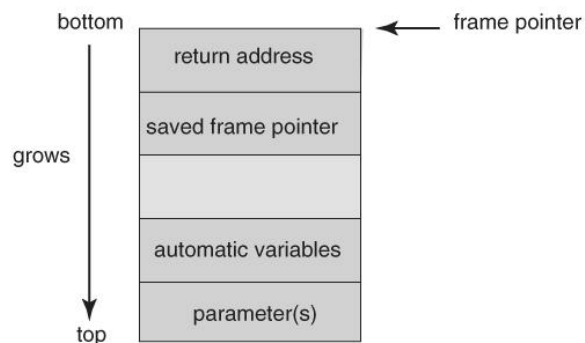 bottom
frame pointer
return address
saved frame pointer
grows
automatic variables
parameter(s)
top